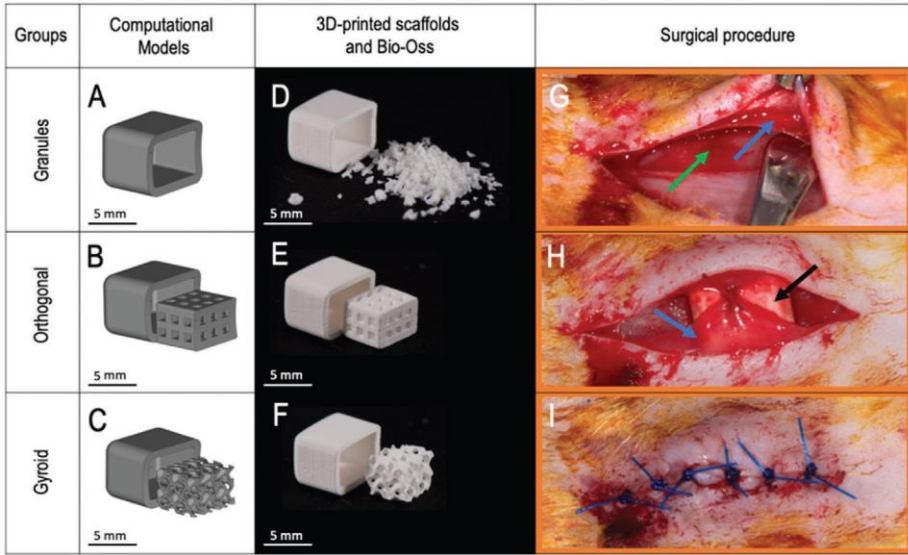 Groups
Computational
Models
3D-printed scaffolds
and Bio-Oss
Surgical procedure
Granules
A
5 mm
D
5 mm
G
Orthogonal
B
5 mm
E
5 mm
H
Gyroid
C
5 mm
F
5 mm
I